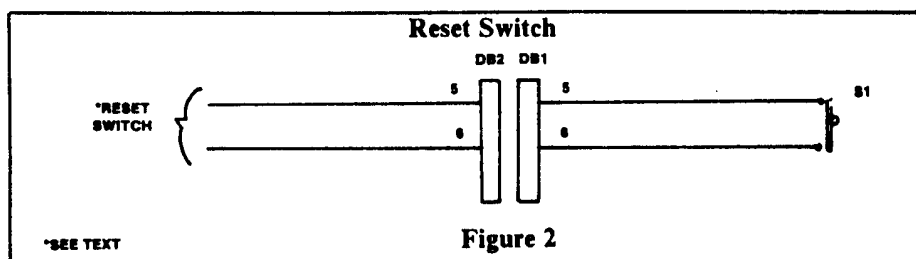 Reset Switch
DB2 DB1
5 5 S1
*RESET
SWITCH
6 6
*SEE TEXT
Figure 2